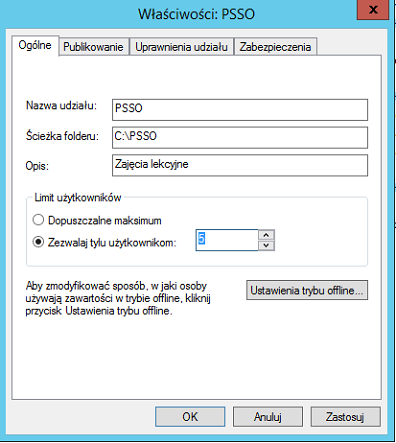 Właściwości: PSSO
x
Ogólne Publikowanie Uprawnienia udziału Zabezpieczenia
Nazwa udziału: PSSO
Ścieżka folderu: C:\PSSO
Opis: Zajęcia lekcyjne
Limit użytkowników
Dopuszczalne maksimum
Zezwalaj tylu użytkownikom: 5
Aby zmodyfikować sposób, w jaki osoby
używają zawartości w trybie offline, kliknij
przycisk Ustawienia trybu offline.
Ustawienia trybu offline...
OK Anuluj Zastosuj